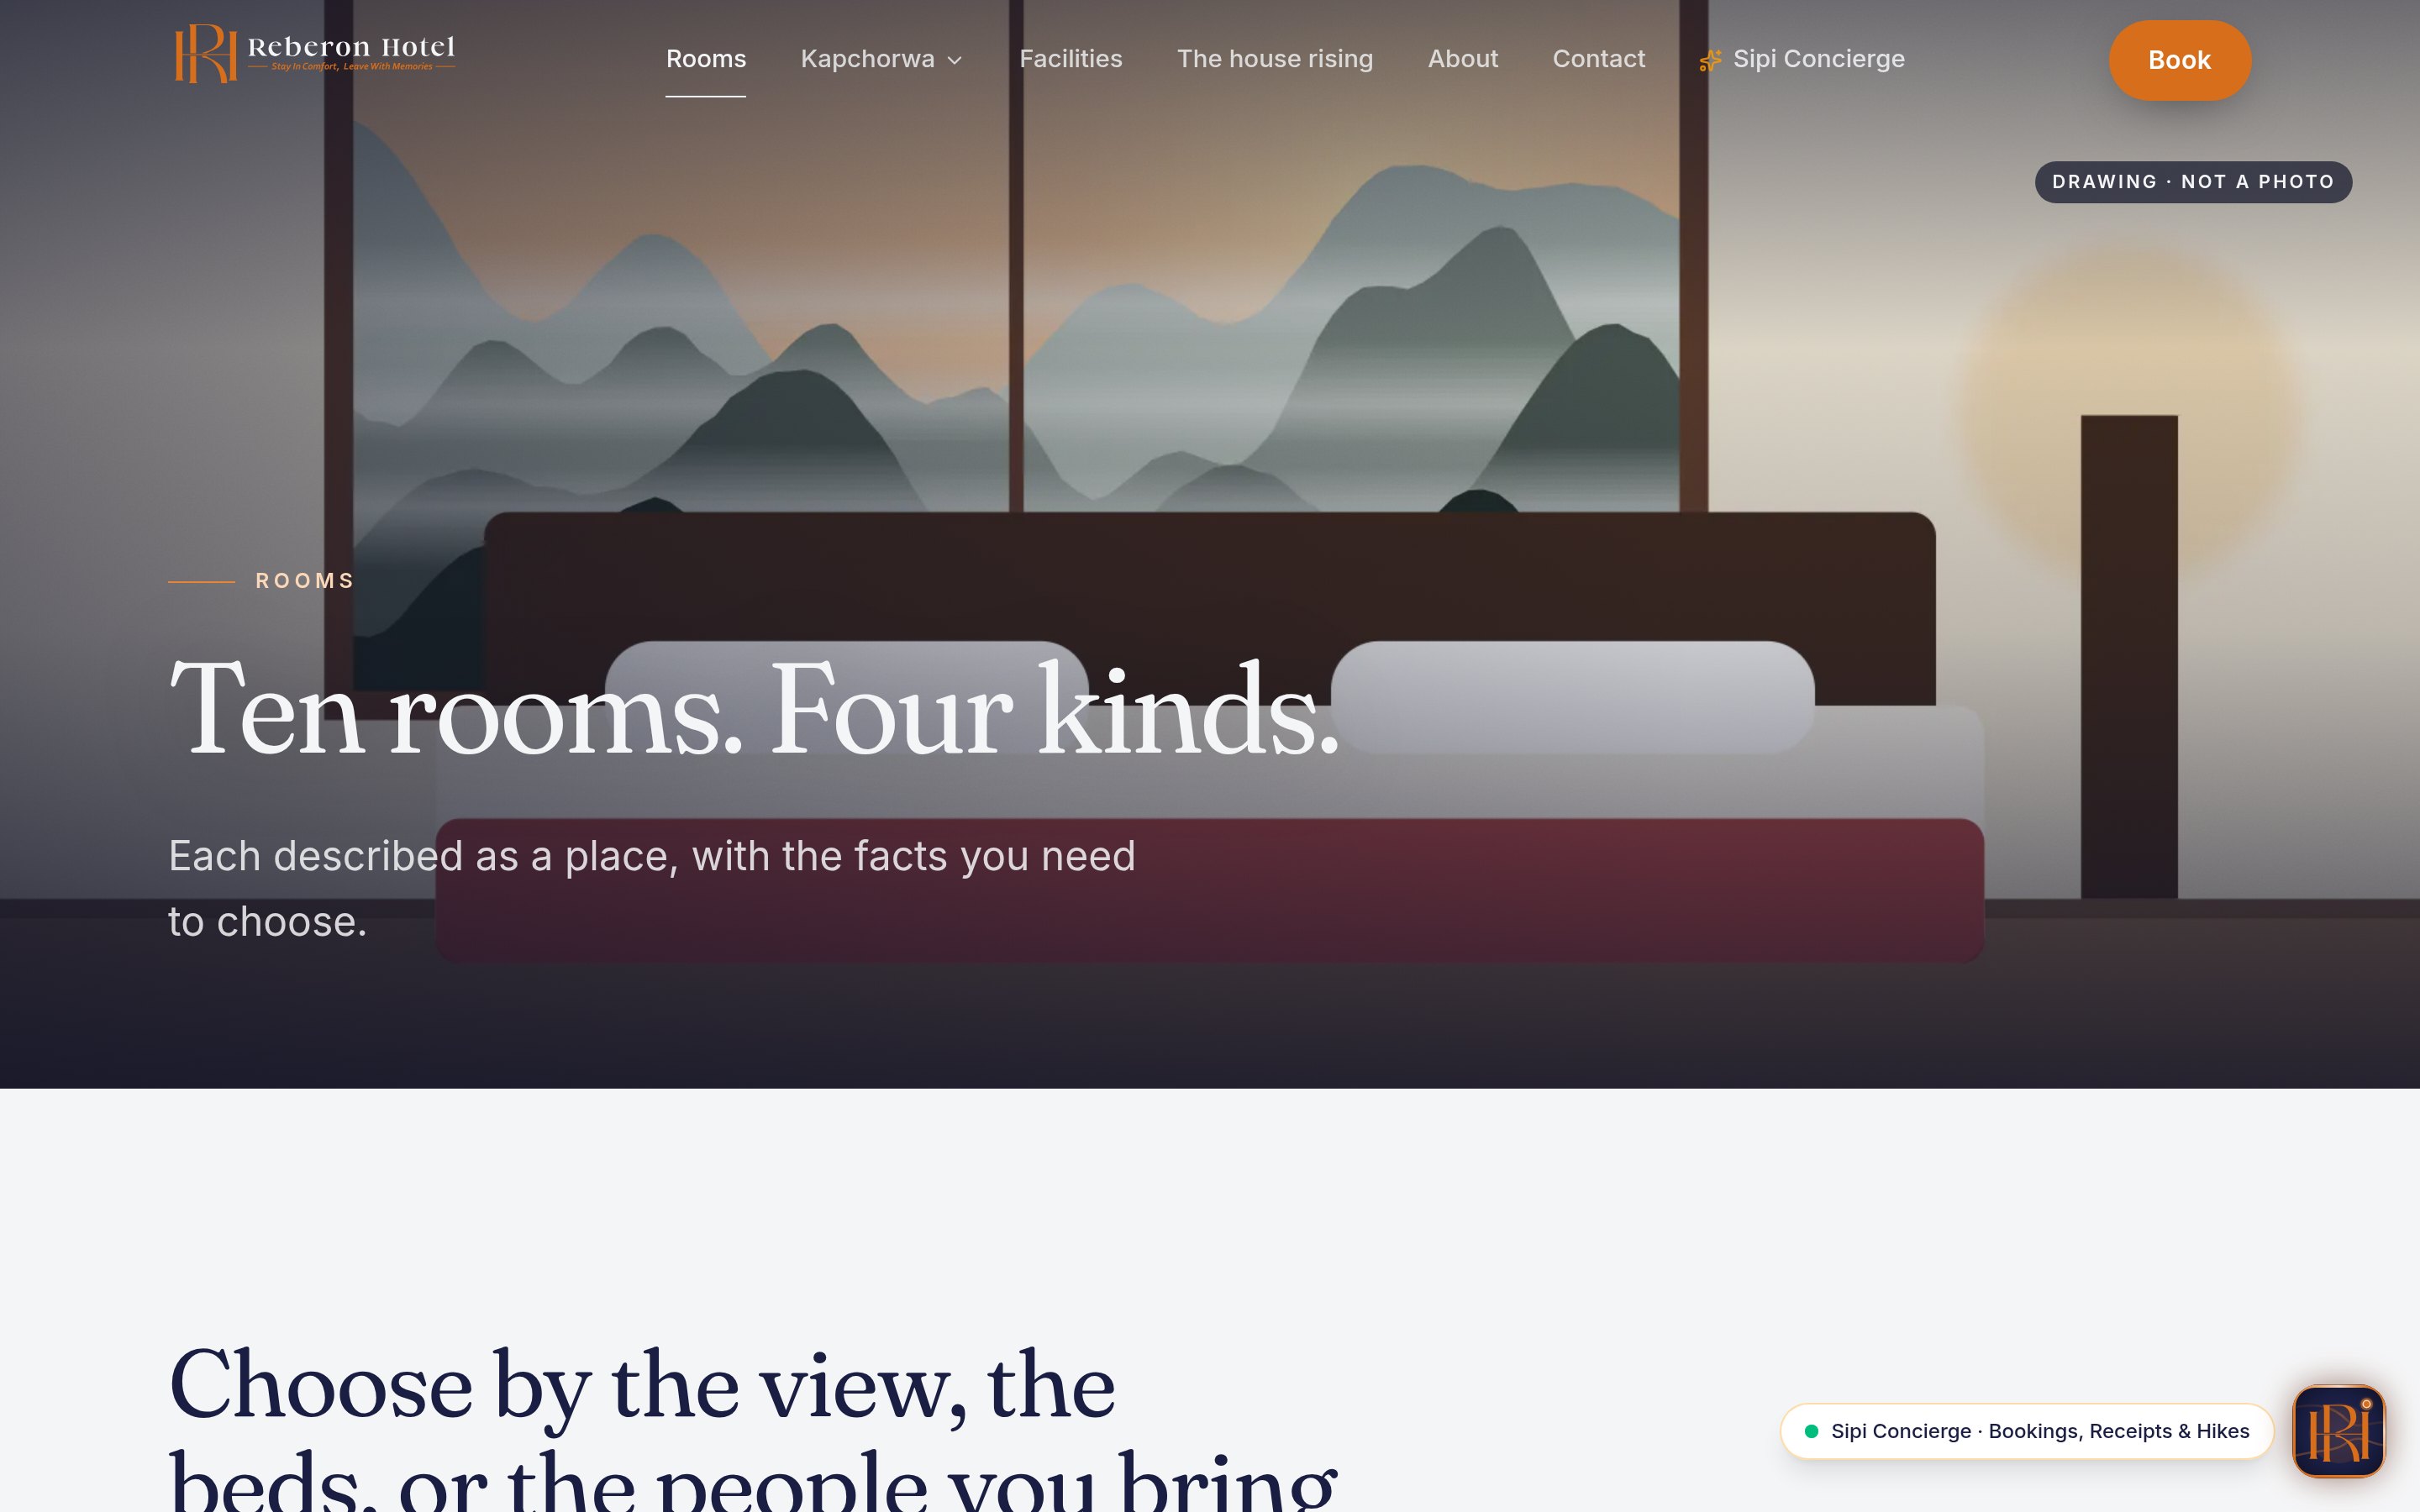 Reberon Hotel
Stay In Comfort, Leave With Memories
Rooms
Kapchorwa
Facilities
The house rising
About
Contact
Sipi Concierge
Book
DRAWING · NOT A PHOTO
ROOMS
Ten rooms. Four kinds.
Each described as a place, with the facts you need
to choose.
Choose by the view, the
beds, or the people you bring
Sipi Concierge · Bookings, Receipts & Hikes